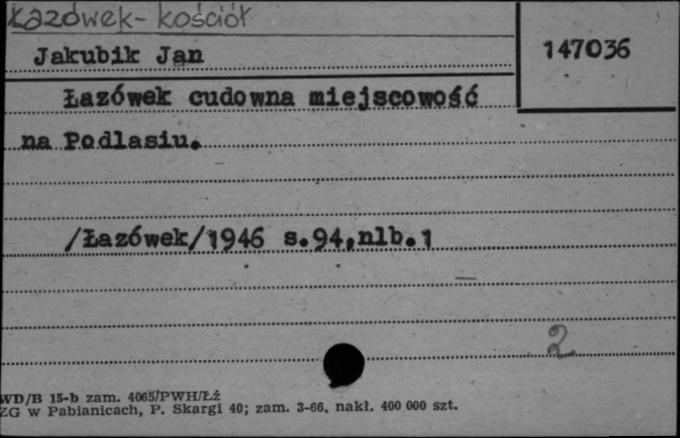 Łazówek - kościół
Jakubik Jan
147036
Łazówek cudowna miejscowość
na Podlasiu.
/Łazówek/1946 s.94,nlb.1
2
WD/B 15-b zam. 4065/PWH/Łź
ZG w Pabianicach, P. Skargi 40; zam. 3-66, nakł. 400 000 szt.